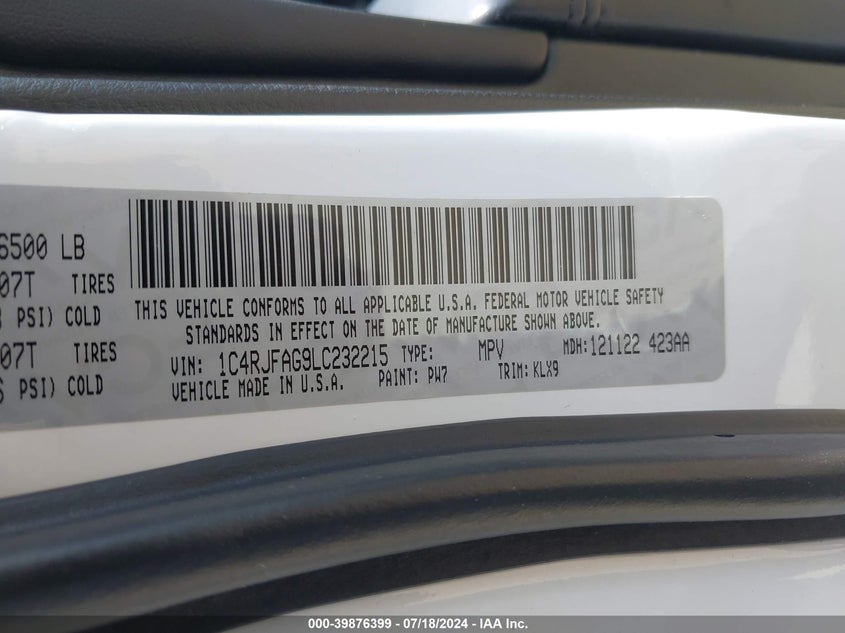 6500 LB
07T TIRES
PSI) COLD
07T
PSI) COLD
THIS VEHICLE CONFORMS TO ALL APPLICABLE U.S.A. FEDERAL MOTOR VEHICLE SAFETY
STANDARDS IN EFFECT ON THE DATE OF MANUFACTURE SHOWN ABOVE.
VIN: 1C4RJFAG9LC232215 TYPE: MPV MDH:121122 423AA
VEHICLE MADE IN U.S.A. PAINT: PW7 TRIM:KLX9
000-39876399 - 07/18/2024 - IAA Inc.